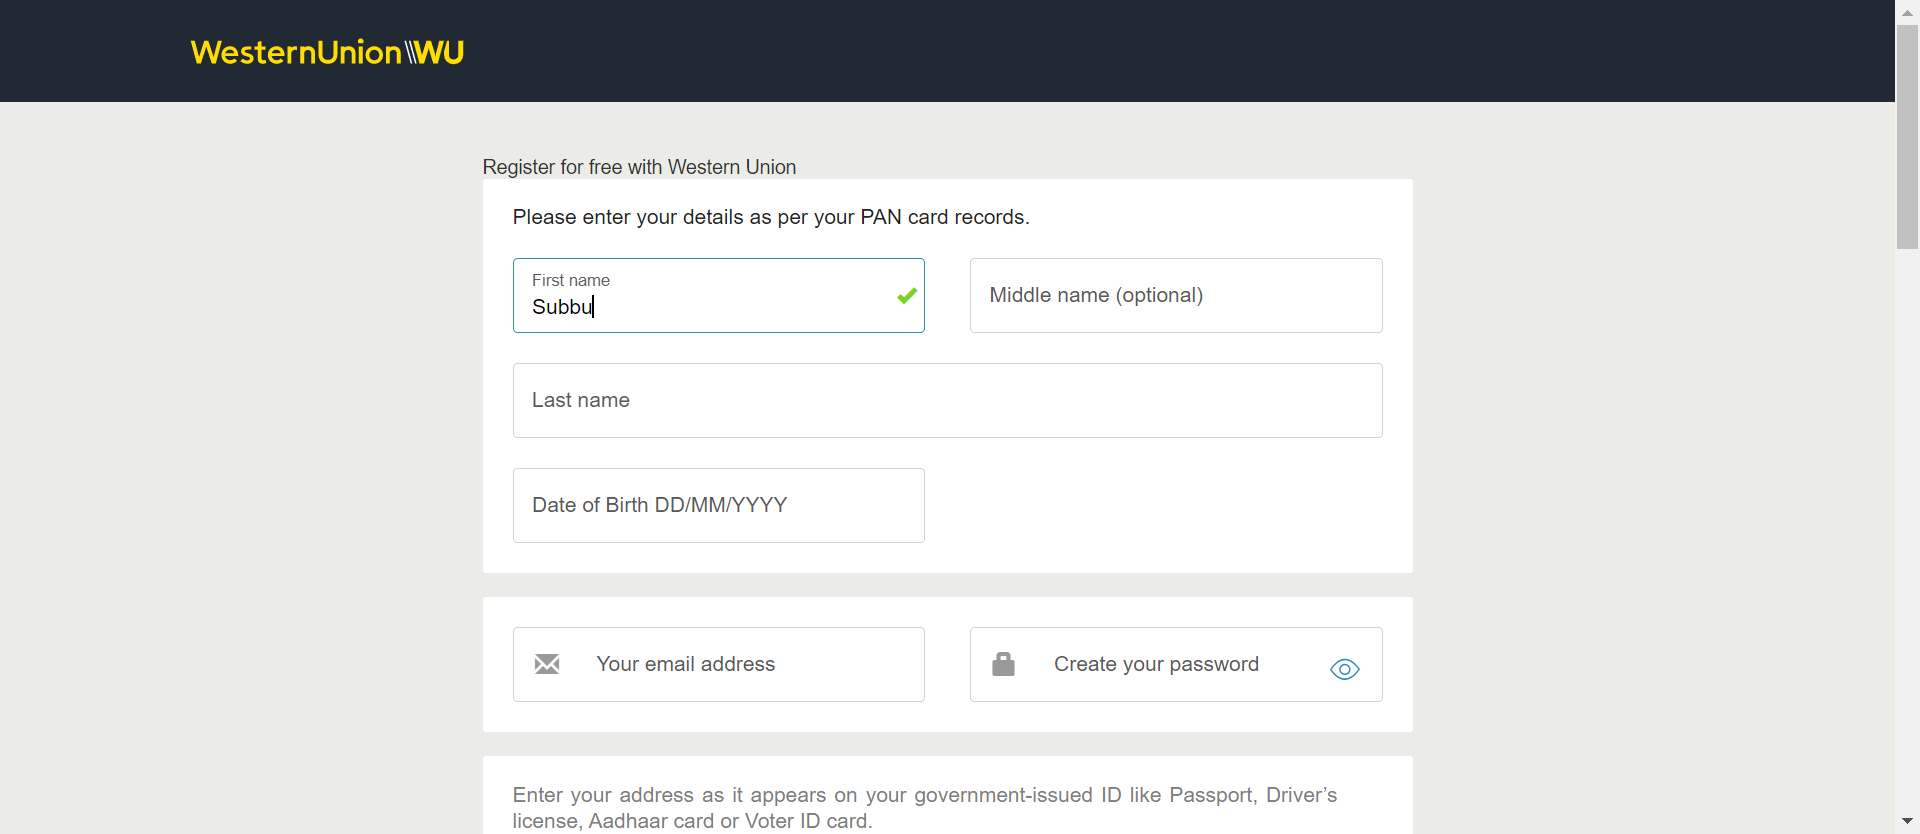 WesternUnion WU
Register for free with Western Union
Please enter your details as per your PAN card records.
First name
Subbu
Middle name (optional)
Last name
Date of Birth DD/MM/YYYY
Your email address
Create your password
Enter your address as it appears on your government-issued ID like Passport, Driver’s
license, Aadhaar card or Voter ID card.